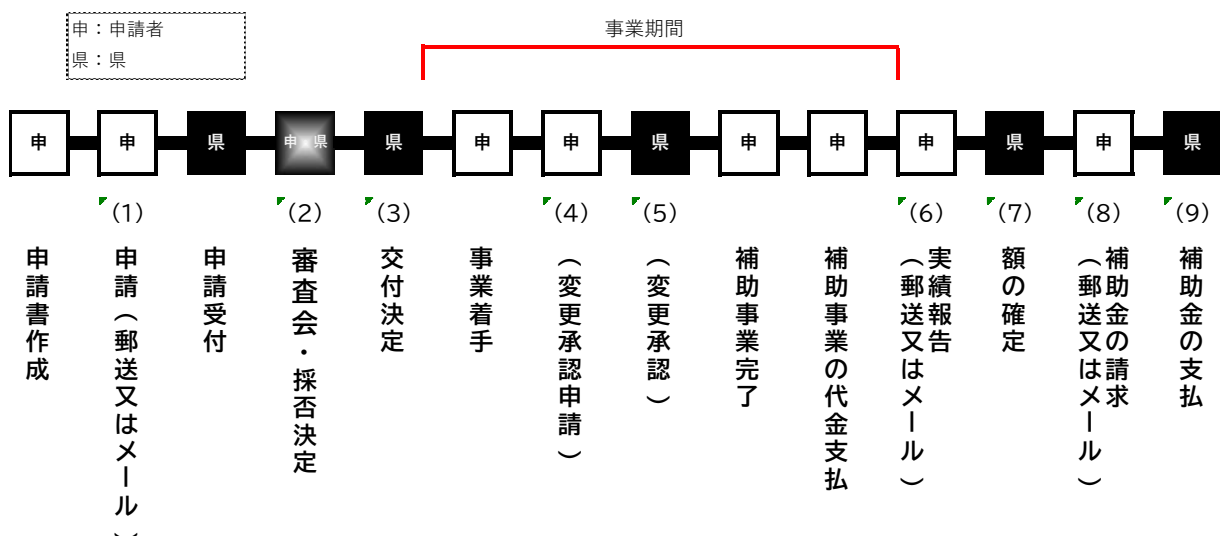 申：申請者
県：県
事業期間
申
申
県
申・県
県
申
申
県
申
申
申
県
申
県
(1)
(2)
(3)
(4)
(5)
(6)
(7)
(8)
(9)
申請書作成
申請（郵送又はメール）
申請受付
審査会・採否決定
交付決定
事業着手
（変更承認申請）
（変更承認）
補助事業完了
補助事業の代金支払
実績報告
（郵送又はメール）
額の確定
補助金の請求
（郵送又はメール）
補助金の支払